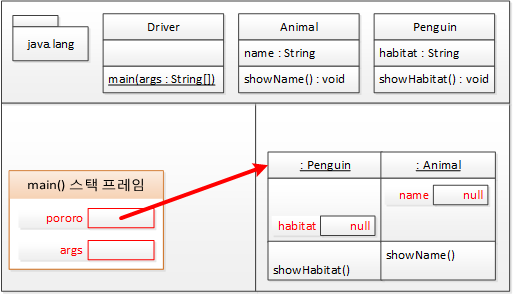 java.lang
Driver
main(args : String[])
Animal
name : String
showName() : void
Penguin
habitat : String
showHabitat() : void
main() 스택 프레임
pororo
args
: Penguin
habitat
null
showHabitat()
: Animal
name
null
showName()